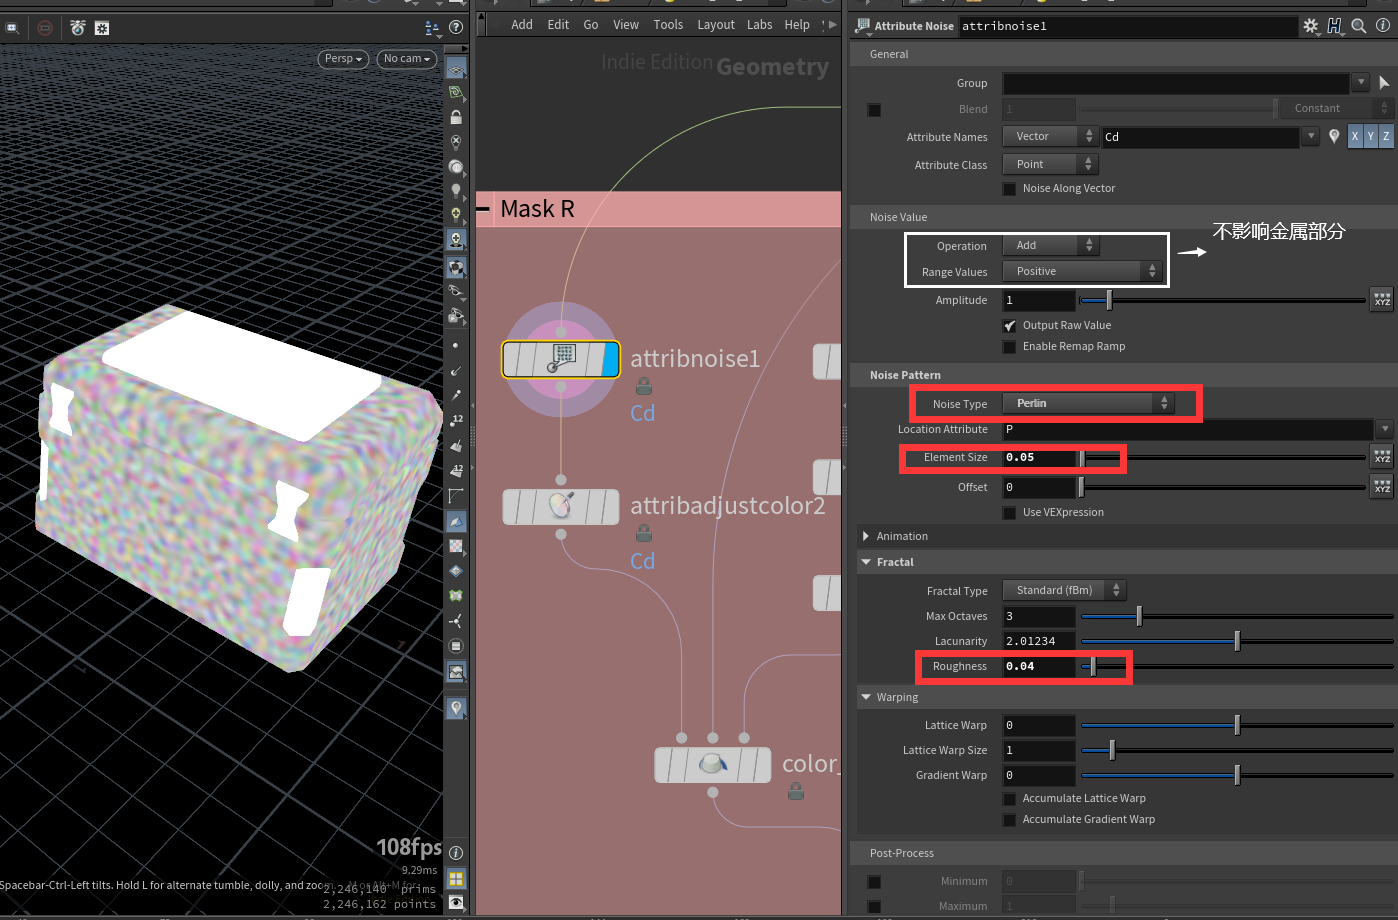 Persp
No cam
Spacebar-Ctrl-Left tilts. Hold L for alternate tumble, dolly, and zoom.
108fps
9.29ms
2,246,140 prims
2,246,162 points
12
12
Add Edit Go View Tools Layout Labs Help
Indie Edition Geometry
Mask R
attribnoise1
Cd
attribadjustcolor2
Cd
color_
Attribute Noise attribnoise1
General
Group
Blend 1 Constant
Attribute Names Vector Cd X Y Z
Attribute Class Point
Noise Along Vector
Noise Value
不影响金属部分
Operation Add
Range Values Positive
Amplitude 1 XYZ
Output Raw Value
Enable Remap Ramp
Noise Pattern
Noise Type Perlin
Location Attribute P
Element Size 0.05 XYZ
Offset 0 XYZ
Use VEXpression
Animation
Fractal
Fractal Type Standard (fBm)
Max Octaves 3
Lacunarity 2.01234
Roughness 0.04
Warping
Lattice Warp 0
Lattice Warp Size 1
Gradient Warp 0
Accumulate Lattice Warp
Accumulate Gradient Warp
Post-Process
Minimum 0
Maximum 1